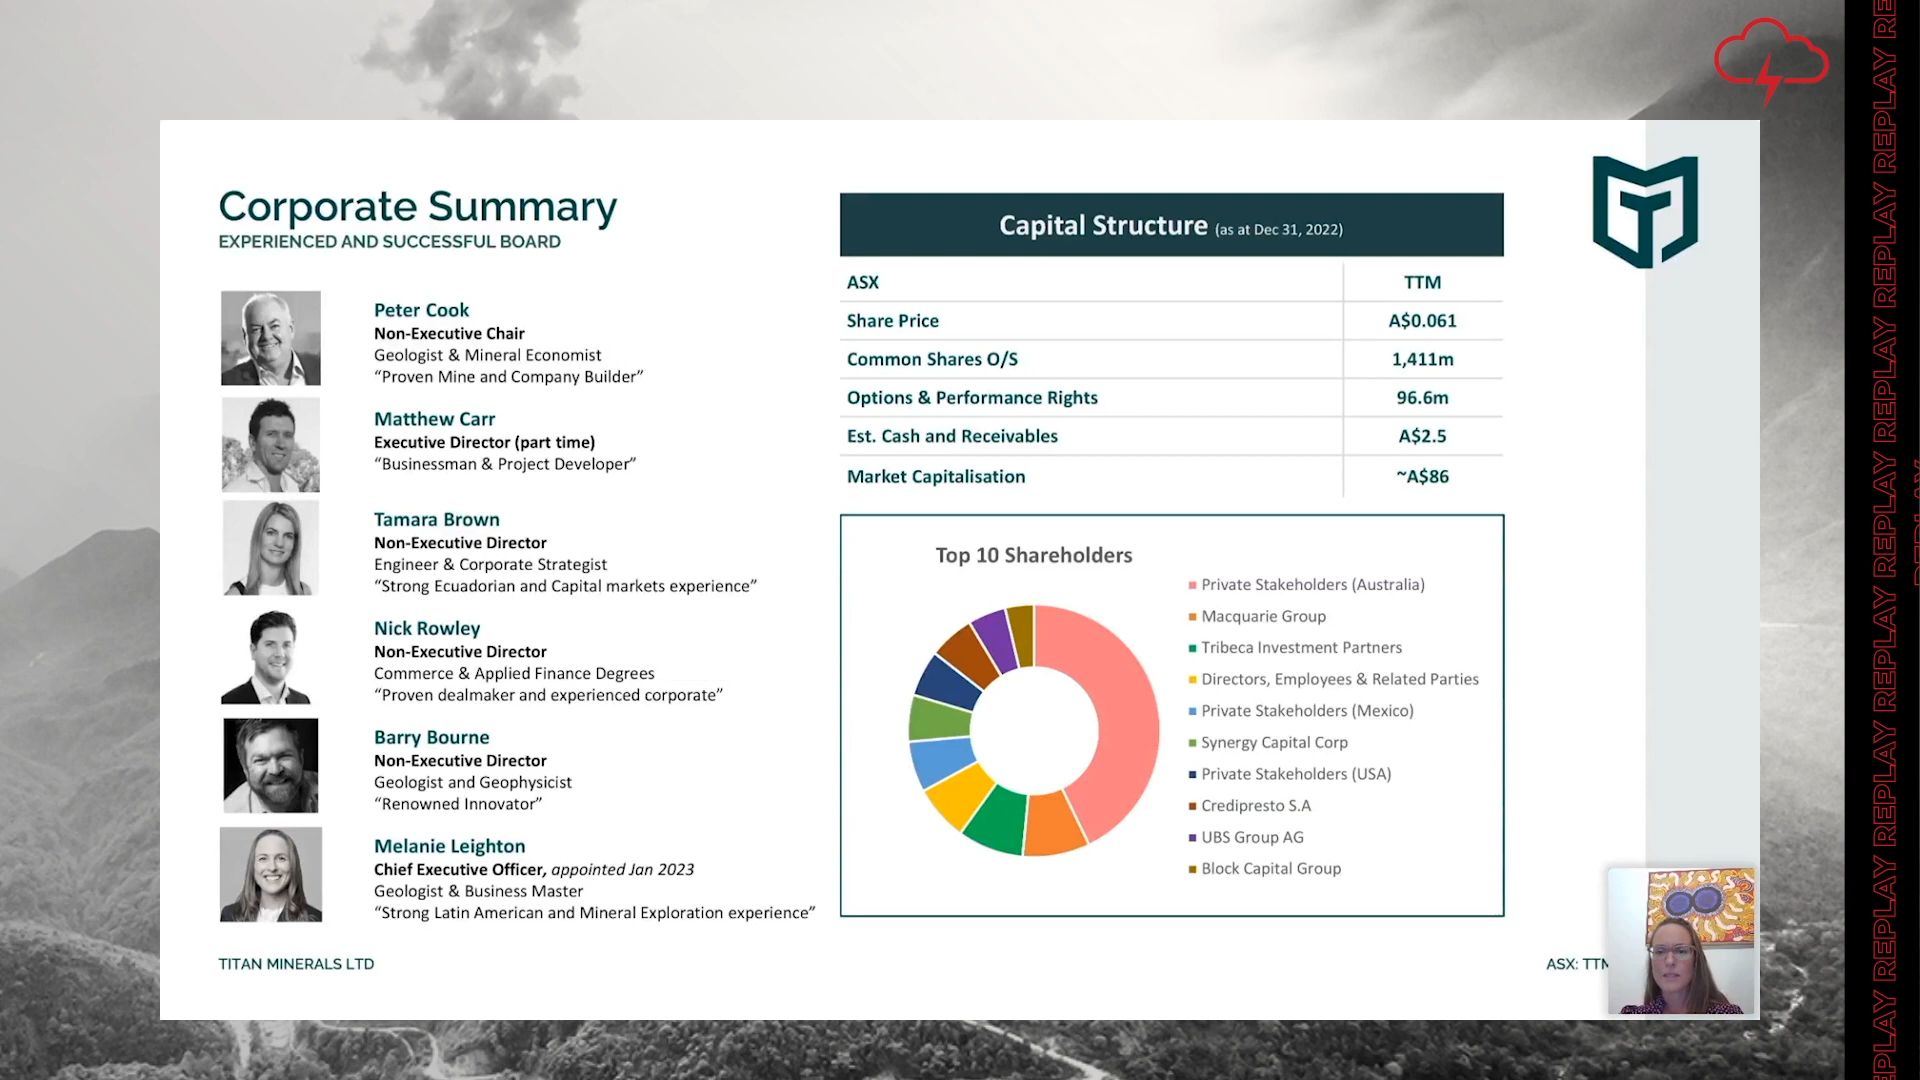 Corporate Summary
EXPERIENCED AND SUCCESSFUL BOARD
Peter Cook
Non-Executive Chair
Geologist & Mineral Economist
“Proven Mine and Company Builder”
Matthew Carr
Executive Director (part time)
“Businessman & Project Developer”
Tamara Brown
Non-Executive Director
Engineer & Corporate Strategist
“Strong Ecuadorian and Capital markets experience”
Nick Rowley
Non-Executive Director
Commerce & Applied Finance Degrees
“Proven dealmaker and experienced corporate”
Barry Bourne
Non-Executive Director
Geologist and Geophysicist
“Renowned Innovator”
Melanie Leighton
Chief Executive Officer, appointed Jan 2023
Geologist & Business Master
“Strong Latin American and Mineral Exploration experience”
TITAN MINERALS LTD
Capital Structure (as at Dec 31, 2022)
ASX TTM
Share Price A$0.061
Common Shares O/S 1,411m
Options & Performance Rights 96.6m
Est. Cash and Receivables A$2.5
Market Capitalisation ~A$86
Top 10 Shareholders
Private Stakeholders (Australia)
Macquarie Group
Tribeca Investment Partners
Directors, Employees & Related Parties
Private Stakeholders (Mexico)
Synergy Capital Corp
Private Stakeholders (USA)
Credipresto S.A
UBS Group AG
Block Capital Group
ASX: TTM
REPLAY REPLAY REPLAY REPLAY REPLAY REPLAY REPLAY REPLAY REPLAY REPLAY